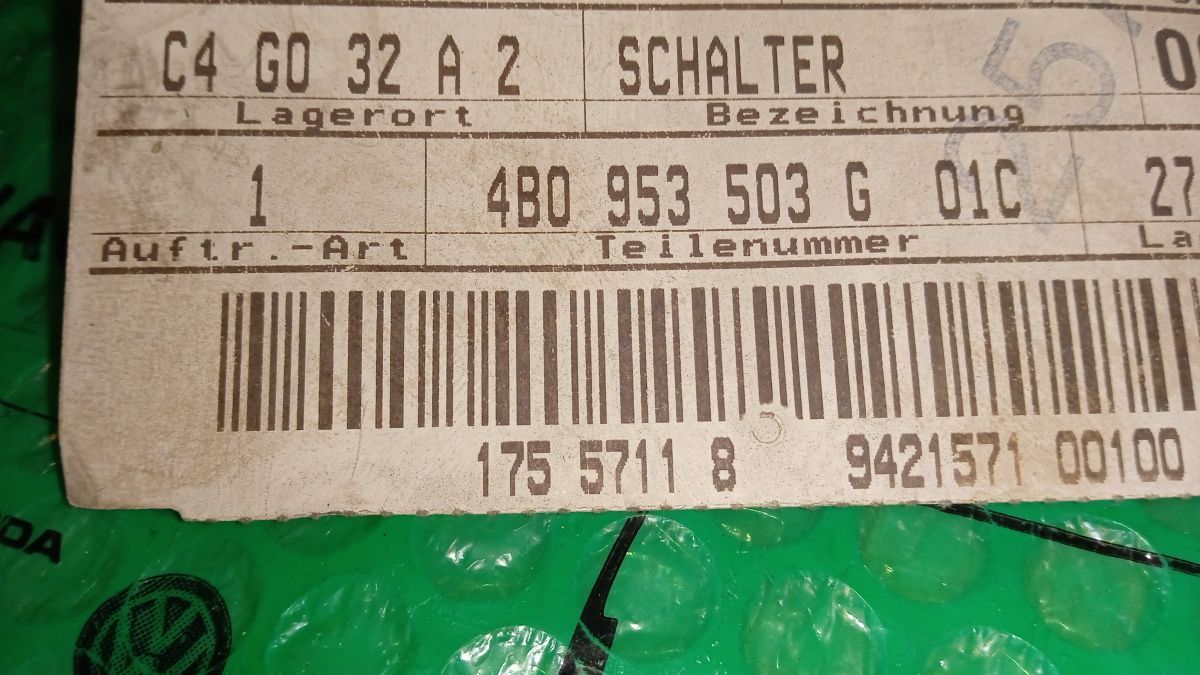 C4 GO 32 A 2 SCHALTER
Lagerort Bezeichnung
1 4B0 953 503 G 01C 27
Auftr.-Art Teilenummer La
175 5711 8 9421571 00100